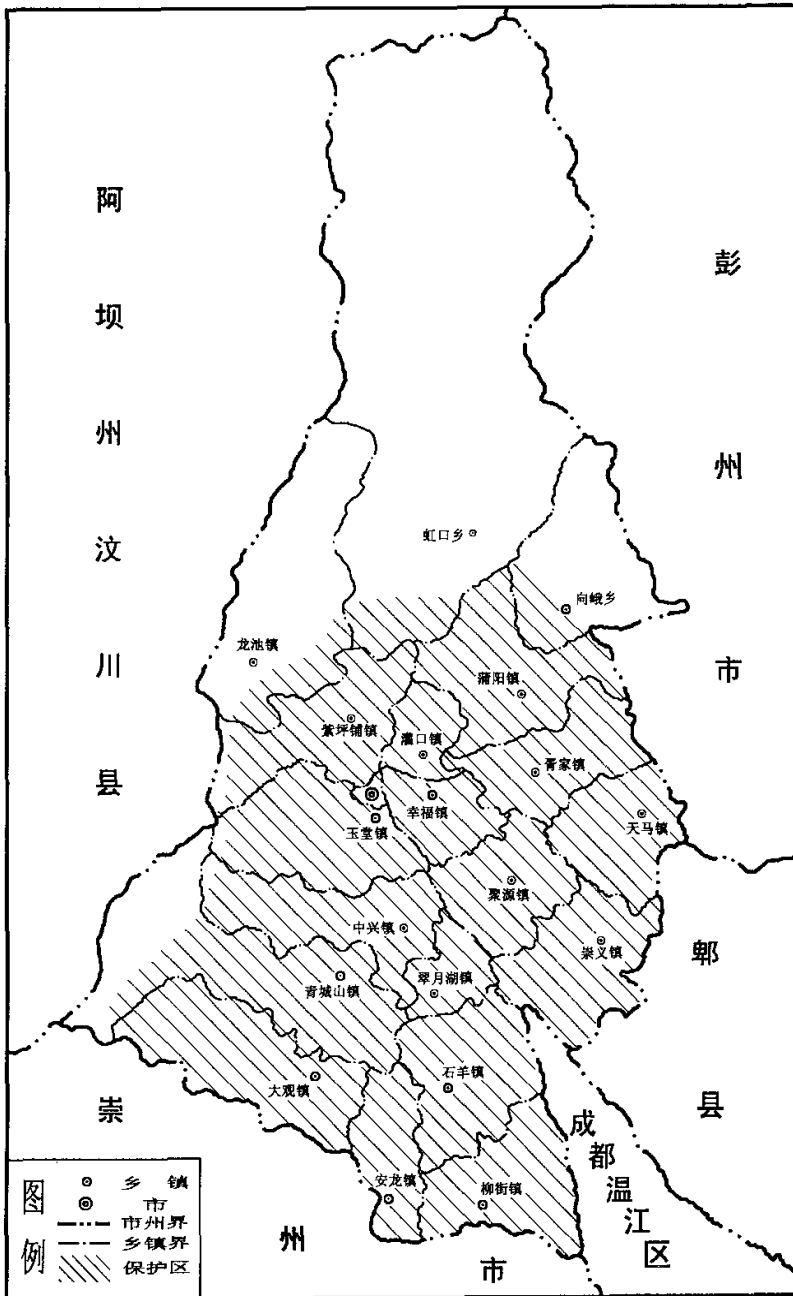 阿坝州汶川县
彭州市
虹口乡
向峨乡
龙池镇
蒲阳镇
紫坪铺镇
灌口镇
胥家镇
幸福镇
玉堂镇
天马镇
聚源镇
中兴镇
崇义镇
青城山镇
翠月湖镇
大观镇
石羊镇
安龙镇
柳街镇
郫县
成都温江区
崇州市
图例
乡镇
市
市州界
乡镇界
保护区